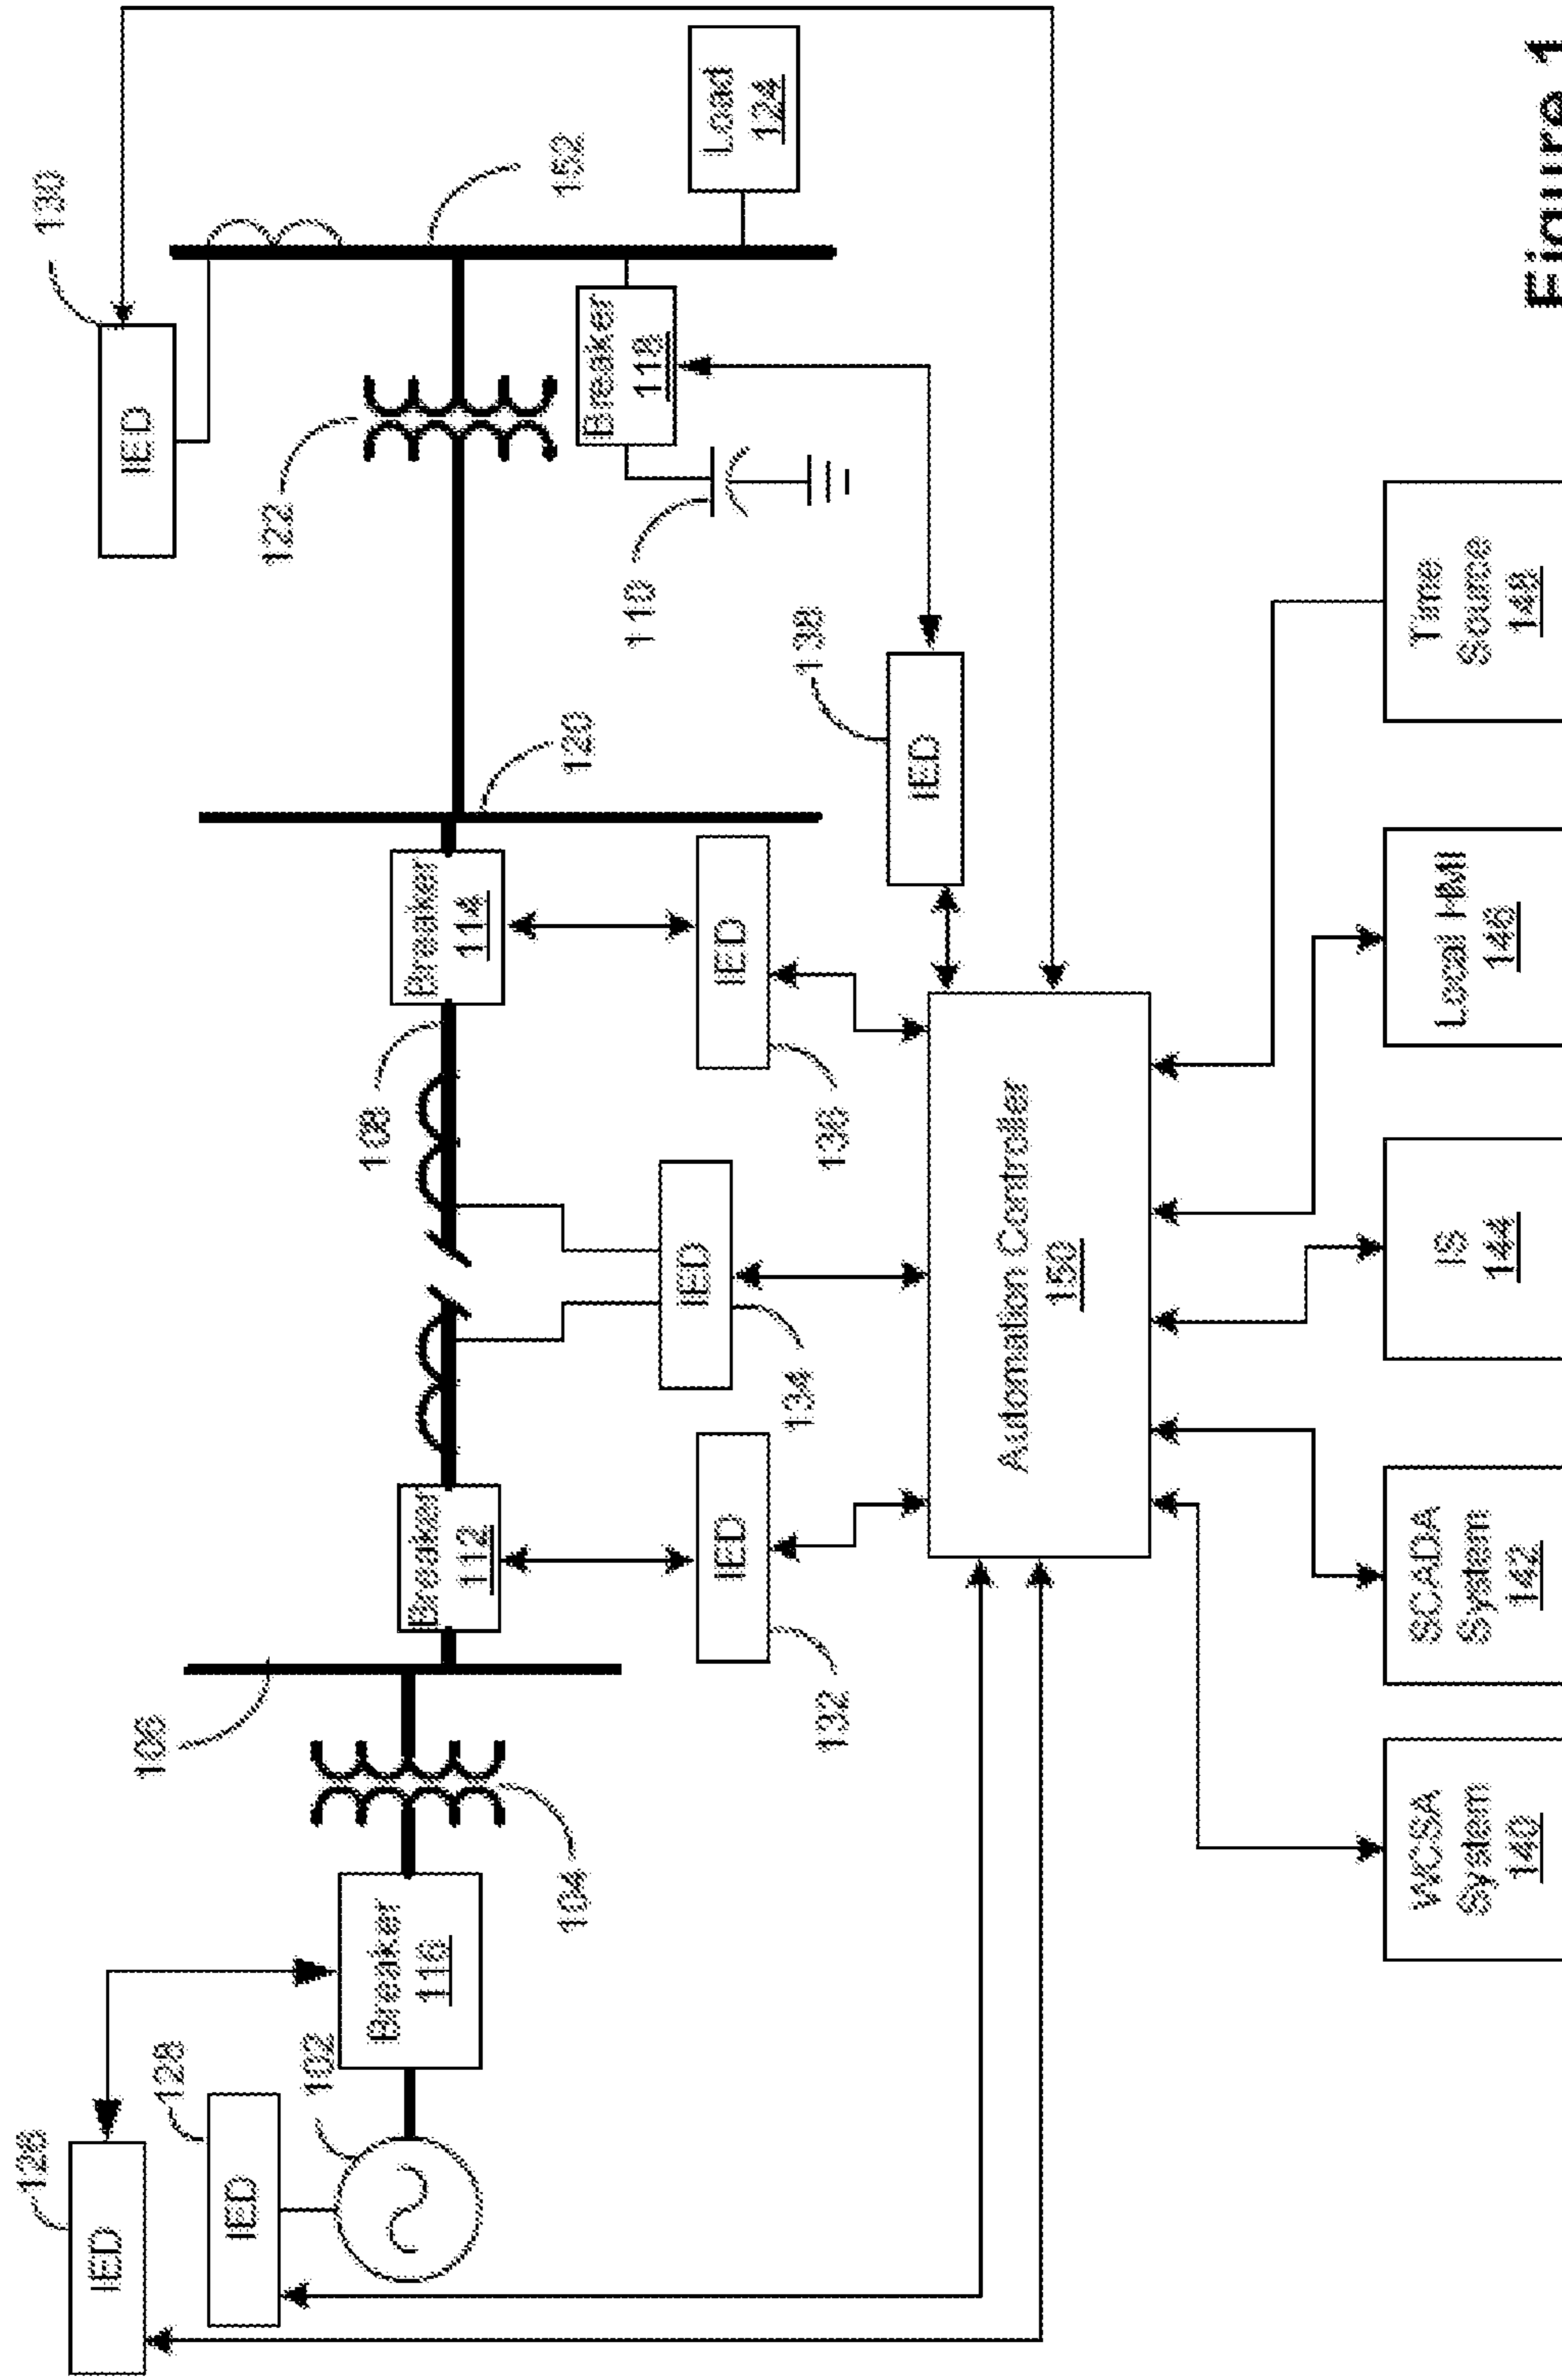 126
130
IED
IED
128
106
IED
122
102
108
Breaker
116
Breaker
112
Breaker
114
104
120
152
Breaker
118
110
IED
IED
IED
Load
124
132
134
136
138
IED
Automation Controller
150
WCSA
System
140
SCADA
System
142
IS
144
Local HMI
146
Time
Source
148
Figure 1